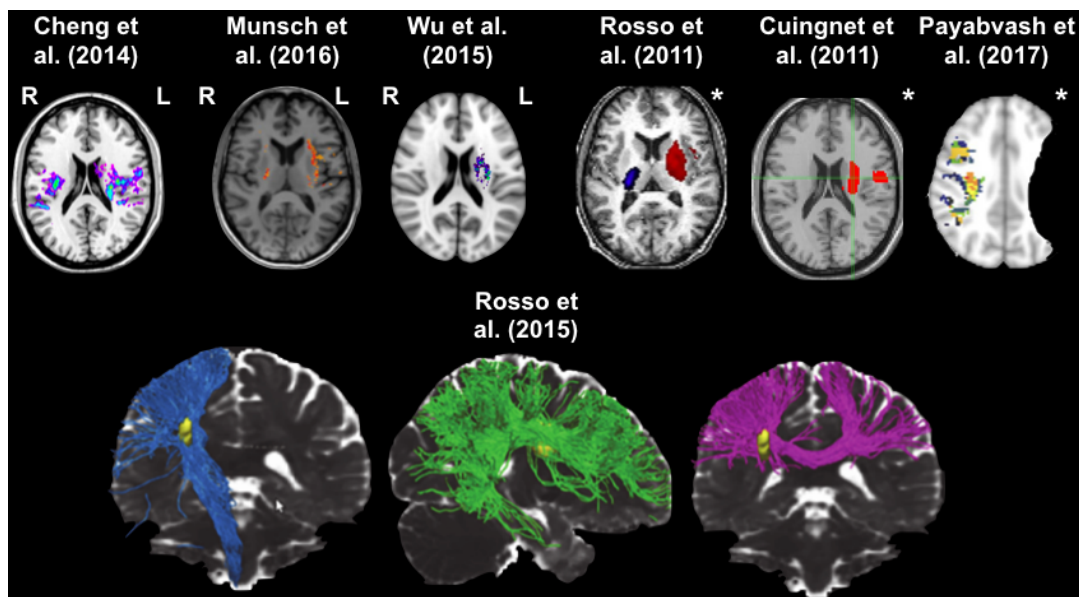 Cheng et
al. (2014)
Munsch et
al. (2016)
Wu et al.
(2015)
Rosso et
al. (2011)
Cuingnet et
al. (2011)
Payabvash et
al. (2017)
R L
R L
R L
*
*
*
Rosso et
al. (2015)